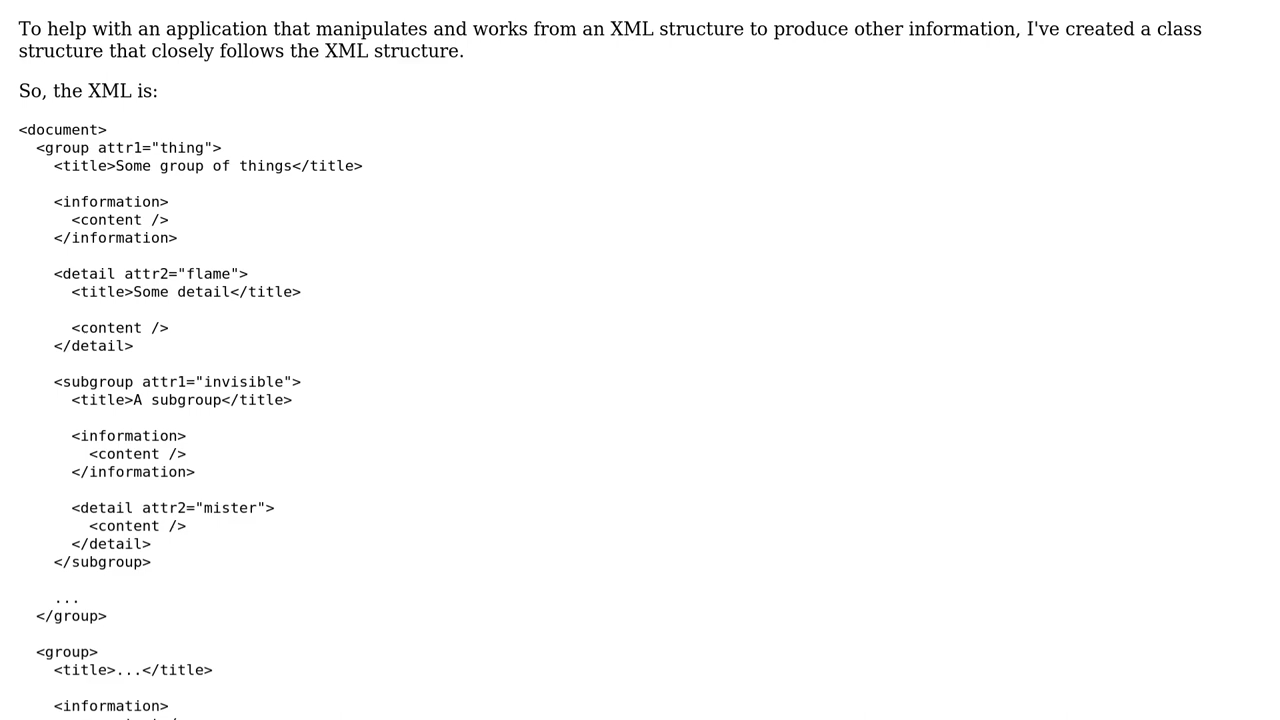 To help with an application that manipulates and works from an XML structure to produce other information, I've created a class
structure that closely follows the XML structure.
So, the XML is:
<document>
  <group attr1="thing">
    <title>Some group of things</title>
    <information>
      <content />
    </information>
    <detail attr2="flame">
      <title>Some detail</title>
      <content />
    </detail>
    <subgroup attr1="invisible">
      <title>A subgroup</title>
      <information>
        <content />
      </information>
      <detail attr2="mister">
        <content />
      </detail>
    </subgroup>
    ...
  </group>
  <group>
    <title>...</title>
    <information>